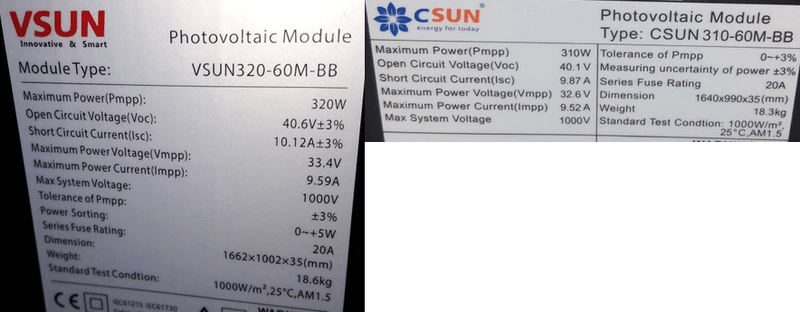 VSUN
Innovative & Smart
Photovoltaic Module
Module Type: VSUN320-60M-BB
Maximum Power(Pmpp): 320W
Open Circuit Voltage(Voc): 40.6V±3%
Short Circuit Current(Isc): 10.12A±3%
Maximum Power Voltage(Vmpp): 33.4V
Maximum Power Current(Impp): 9.59A
Max System Voltage: 1000V
Tolerance of Pmpp: ±3%
Power Sorting: 0~+5W
Series Fuse Rating: 20A
Dimension: 1662×1002×35(mm)
Weight: 18.6kg
Standard Test Condition: 1000W/m²,25°C,AM1.5
CE IEC61215 IEC61730
CSUN
energy for today
Photovoltaic Module
Type: CSUN 310-60M-BB
Maximum Power(Pmpp) 310W
Open Circuit Voltage(Voc) 40.1 V
Short Circuit Current(Isc) 9.87 A
Maximum Power Voltage(Vmpp) 32.6 V
Maximum Power Current(Impp) 9.52 A
Max System Voltage 1000V
Tolerance of Pmpp 0~+3%
Measuring uncertainty of power ±3%
Series Fuse Rating 20A
Dimension 1640x990x35(mm)
Weight 18.3kg
Standard Test Condtion: 1000W/m²,
25°C,AM1.5